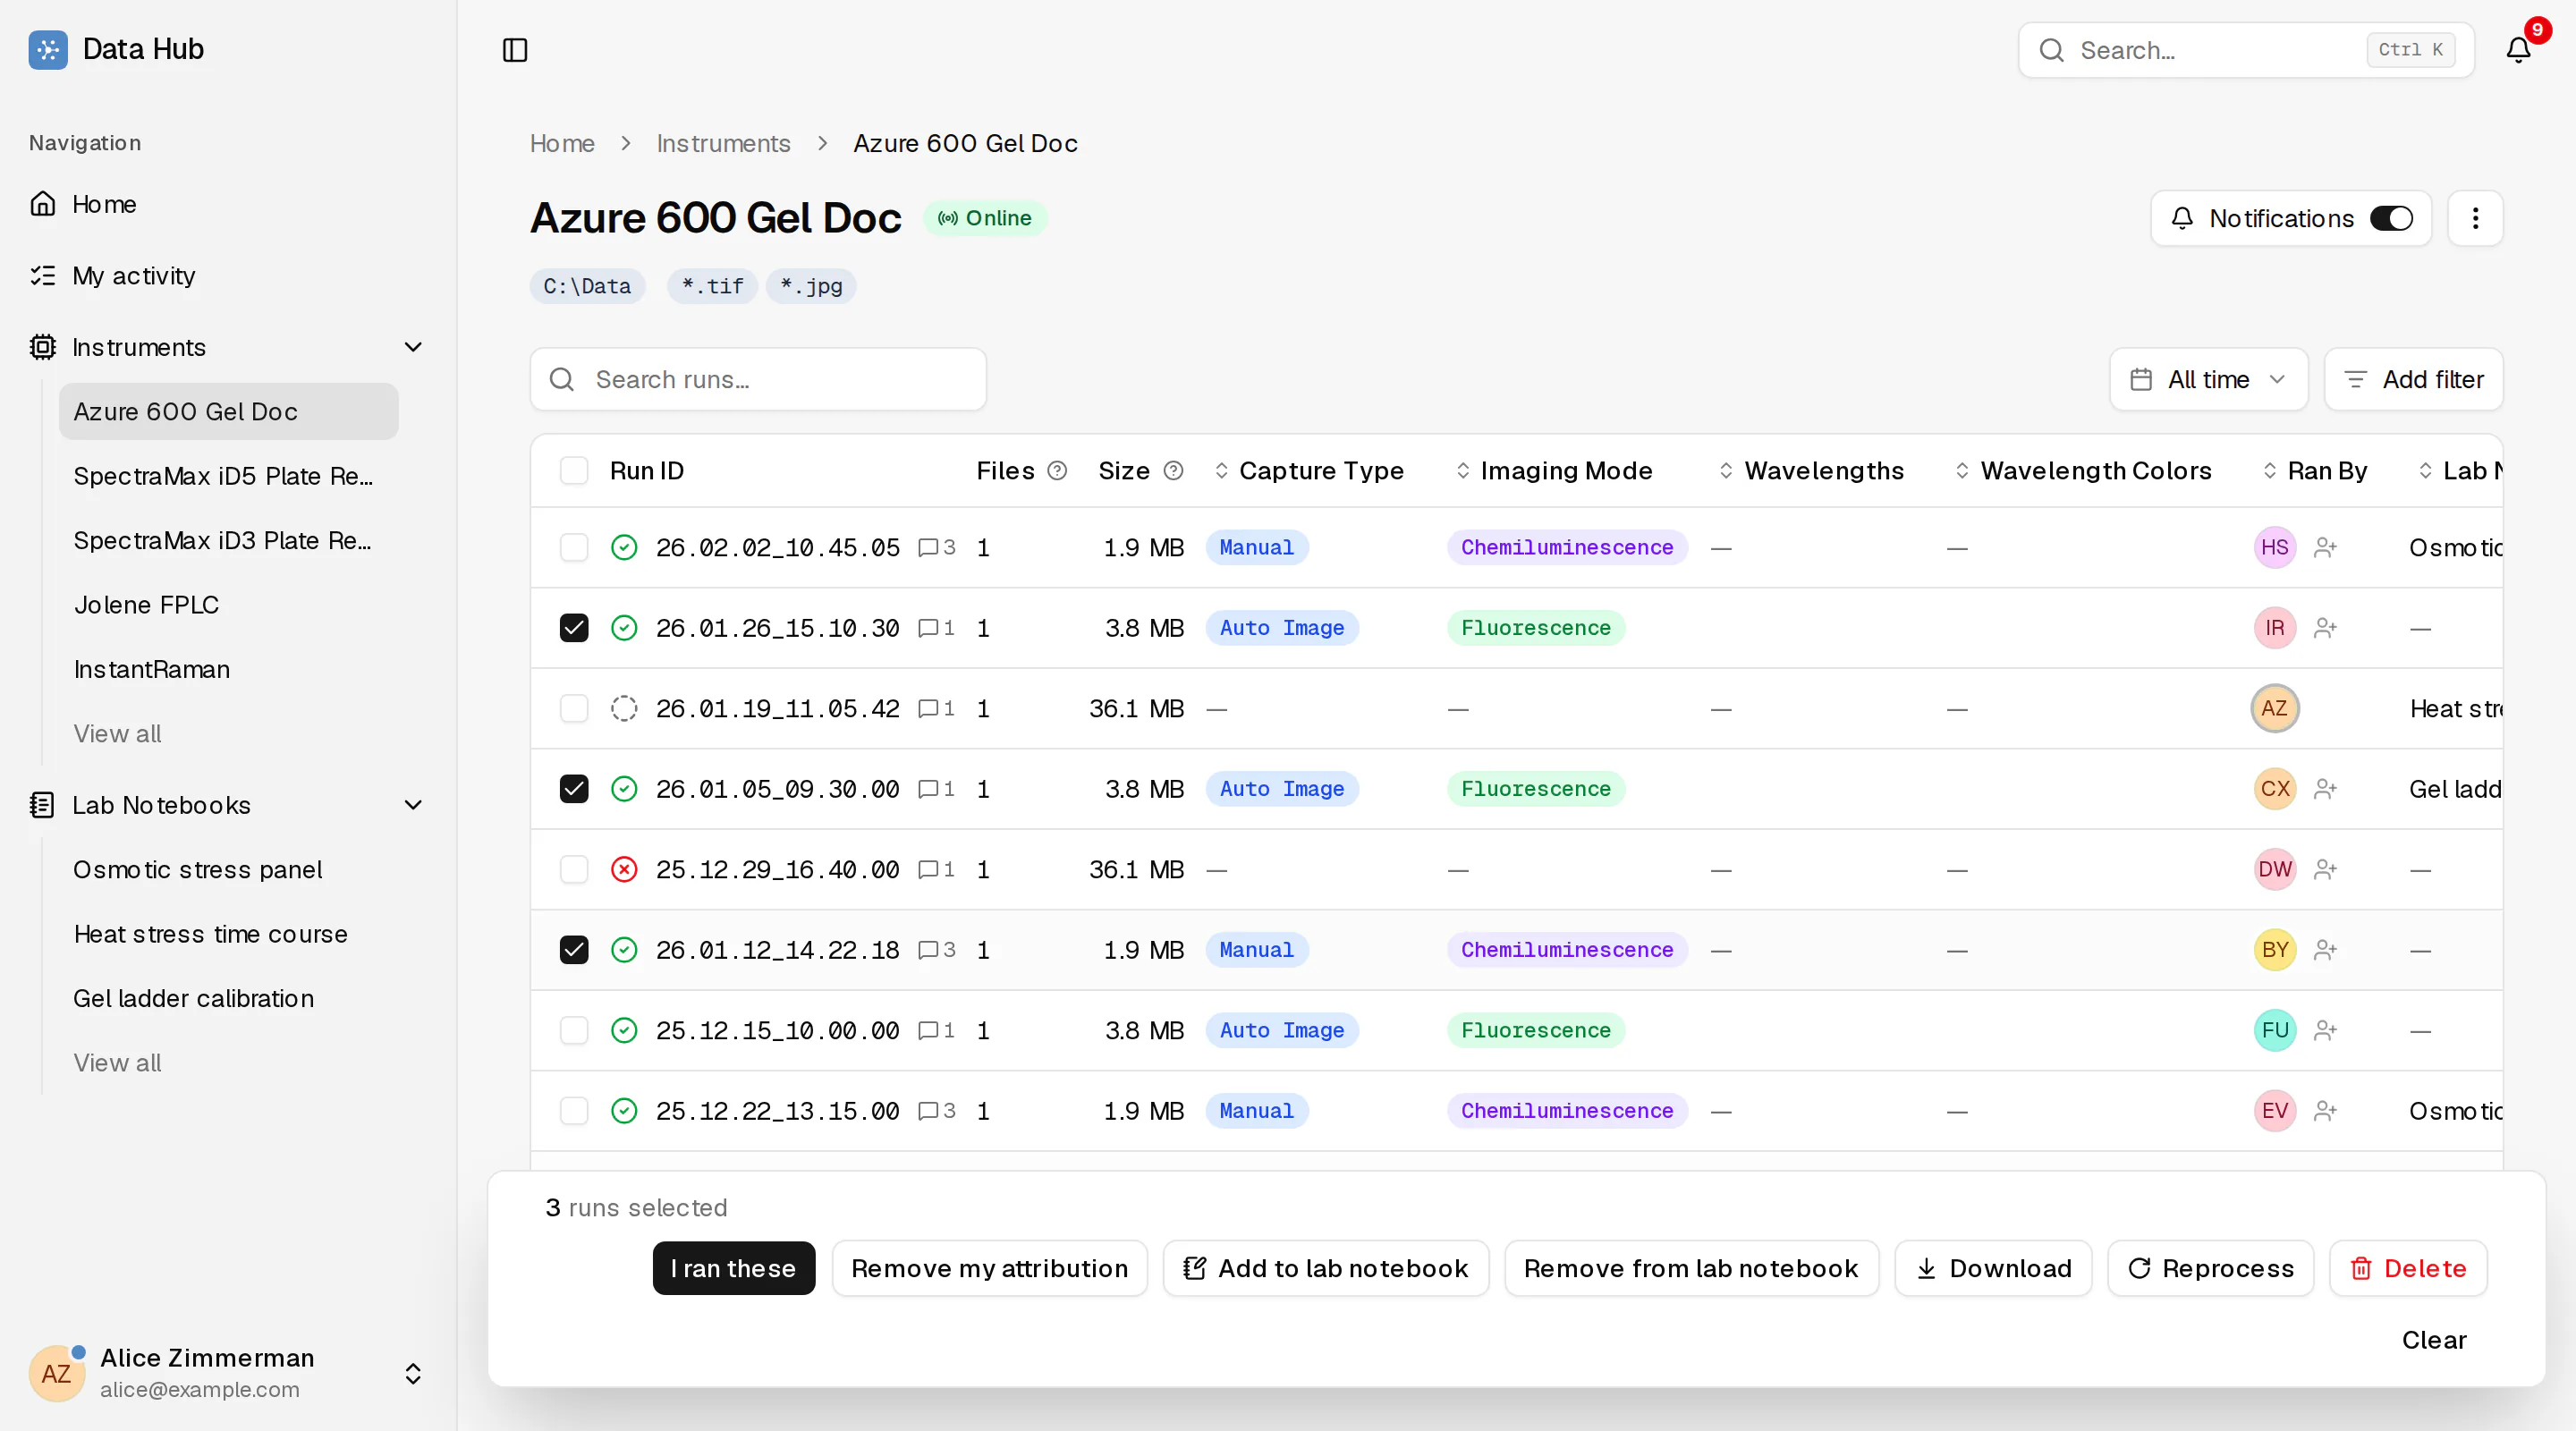 Data Hub
Search... Ctrl K
9
Navigation
Home
My activity
Instruments
Azure 600 Gel Doc
SpectraMax iD5 Plate Re...
SpectraMax iD3 Plate Re...
Jolene FPLC
InstantRaman
View all
Lab Notebooks
Osmotic stress panel
Heat stress time course
Gel ladder calibration
View all
AZ
Alice Zimmerman
alice@example.com
Home > Instruments > Azure 600 Gel Doc
Azure 600 Gel Doc Online
Notifications
C:\Data *.tif *.jpg
Search runs...
All time Add filter
Run ID Files Size Capture Type Imaging Mode Wavelengths Wavelength Colors Ran By Lab N
26.02.02_10.45.05 3 1 1.9 MB Manual Chemiluminescence — — HS Osmotic
26.01.26_15.10.30 1 1 3.8 MB Auto Image Fluorescence IR —
26.01.19_11.05.42 1 1 36.1 MB — — — — AZ Heat stre
26.01.05_09.30.00 1 1 3.8 MB Auto Image Fluorescence CX Gel ladd
25.12.29_16.40.00 1 1 36.1 MB — — — — DW —
26.01.12_14.22.18 3 1 1.9 MB Manual Chemiluminescence — — BY —
25.12.15_10.00.00 1 1 3.8 MB Auto Image Fluorescence FU —
25.12.22_13.15.00 3 1 1.9 MB Manual Chemiluminescence — — EV Osmotic
3 runs selected
I ran these Remove my attribution Add to lab notebook Remove from lab notebook Download Reprocess Delete
Clear